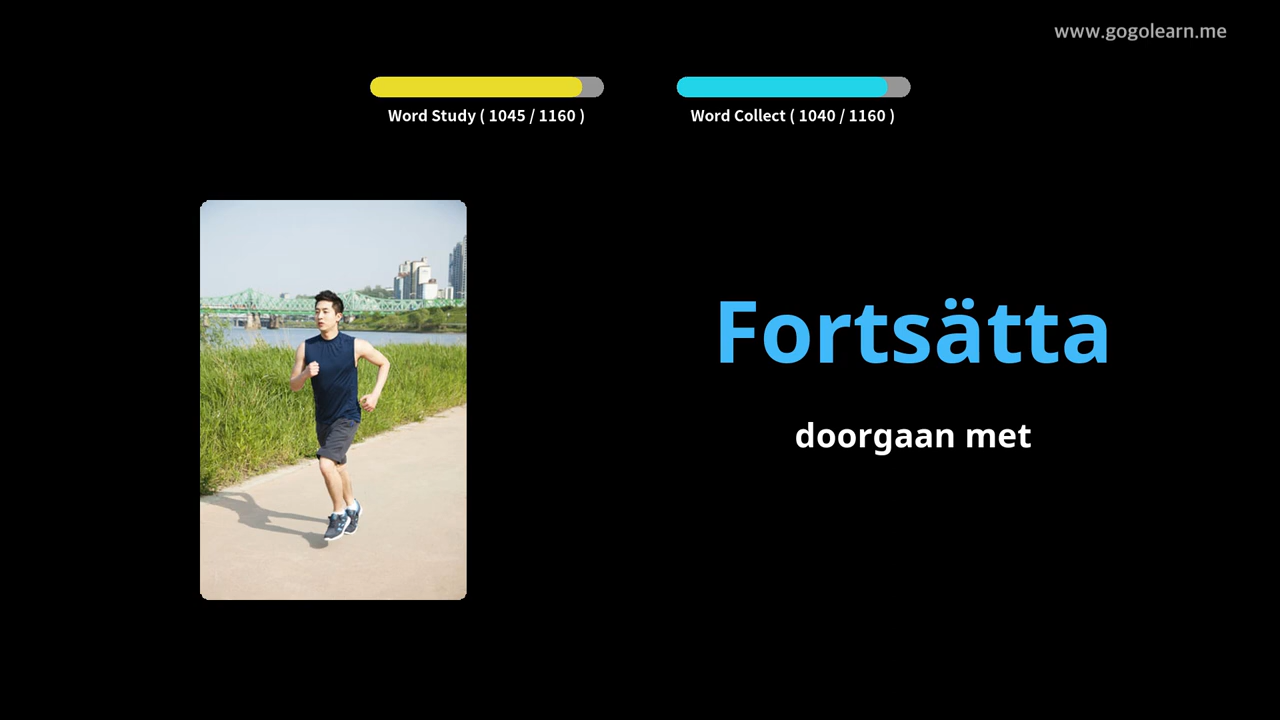 www.gogolearn.me
Word Study ( 1045 / 1160 )
Word Collect ( 1040 / 1160 )
Fortsätta
doorgaan met